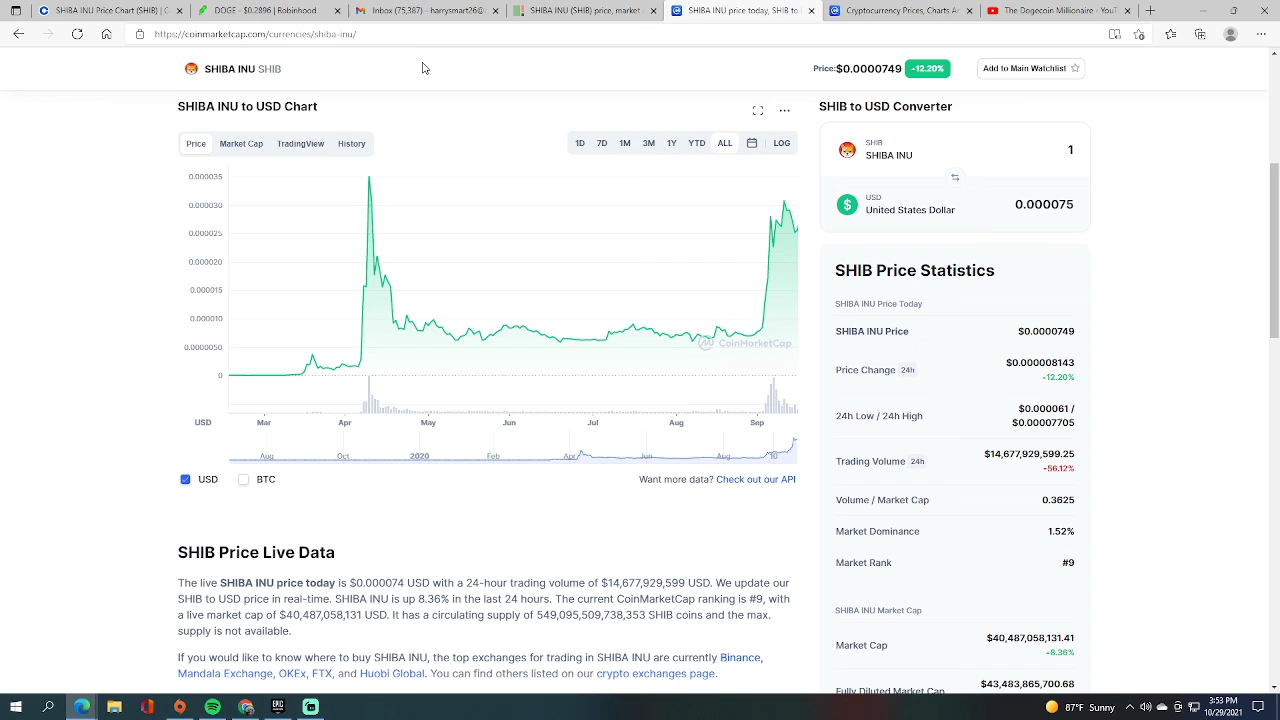 SHIBA INU Price Chart (SHIB) [ C
DOGE - 285.96
Inbox (75,387) - harrysmar26@
SHIBA INU (SHIB) price, market
SHIBA INU price today, SHIB to
Cryptocurrency Prices, Charts
The Dogecoin Millionaire - YouT
https://coinmarketcap.com/currencies/shiba-inu/
SHIBA INU SHIB
Price:$0.0000749 -12.20%
Add to Main Watchlist
SHIBA INU to USD Chart
SHIB to USD Converter
Price Market Cap TradingView History
1D 7D 1M 3M 1Y YTD ALL LOG
SHIB
SHIBA INU
1
USD
United States Dollar
0.000075
0.000035
0.000030
0.000025
0.000020
0.000015
0.000010
0.0000050
0
CoinMarketCap
USD Mar Apr May Jun Jul Aug Sep
Aug Oct 2020 Feb Apr Jun Aug 10
USD BTC
Want more data? Check out our API
SHIB Price Statistics
SHIBA INU Price Today
SHIBA INU Price $0.0000749
Price Change 24h $0.000008143
-12.20%
24h Low / 24h High $0.000061 /
$0.00007705
Trading Volume 24h $14,677,929,599.25
-56.12%
Volume / Market Cap 0.3625
Market Dominance 1.52%
Market Rank #9
SHIBA INU Market Cap
Market Cap $40,487,058,131.41
-8.36%
Fully Diluted Market Cap $43,483,865,700.68
SHIB Price Live Data
The live SHIBA INU price today is $0.000074 USD with a 24-hour trading volume of $14,677,929,599 USD. We update our
SHIB to USD price in real-time. SHIBA INU is up 8.36% in the last 24 hours. The current CoinMarketCap ranking is #9, with
a live market cap of $40,487,058,131 USD. It has a circulating supply of 549,095,509,738,353 SHIB coins and the max.
supply is not available.
If you would like to know where to buy SHIBA INU, the top exchanges for trading in SHIBA INU are currently Binance,
Mandala Exchange, OKEx, FTX, and Huobi Global. You can find others listed on our crypto exchanges page.
81°F Sunny
3:53 PM
10/29/2021